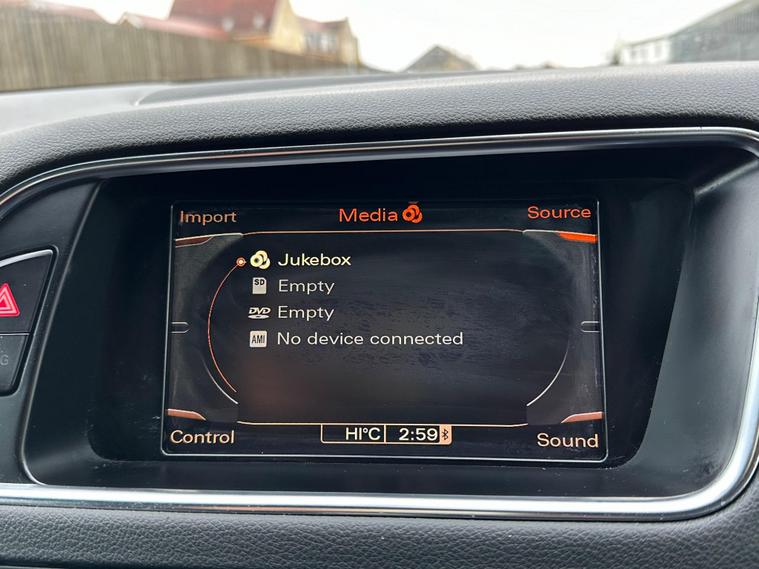 Import
Media
Source
Jukebox
SD
Empty
DVD
Empty
AMI
No device connected
G
Control
HI°C
2:59
Sound